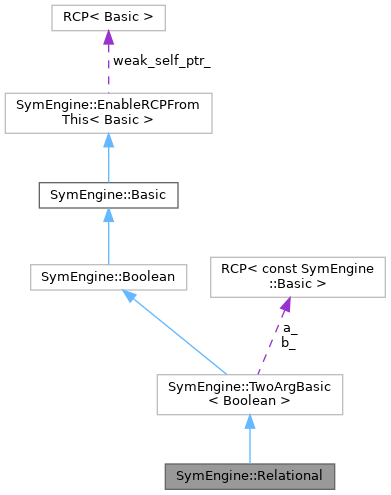 RCP< Basic >
weak_self_ptr_
SymEngine::EnableRCPFrom
This< Basic >
SymEngine::Basic
SymEngine::Boolean
RCP< const SymEngine
::Basic >
a_
b_
SymEngine::TwoArgBasic
< Boolean >
SymEngine::Relational